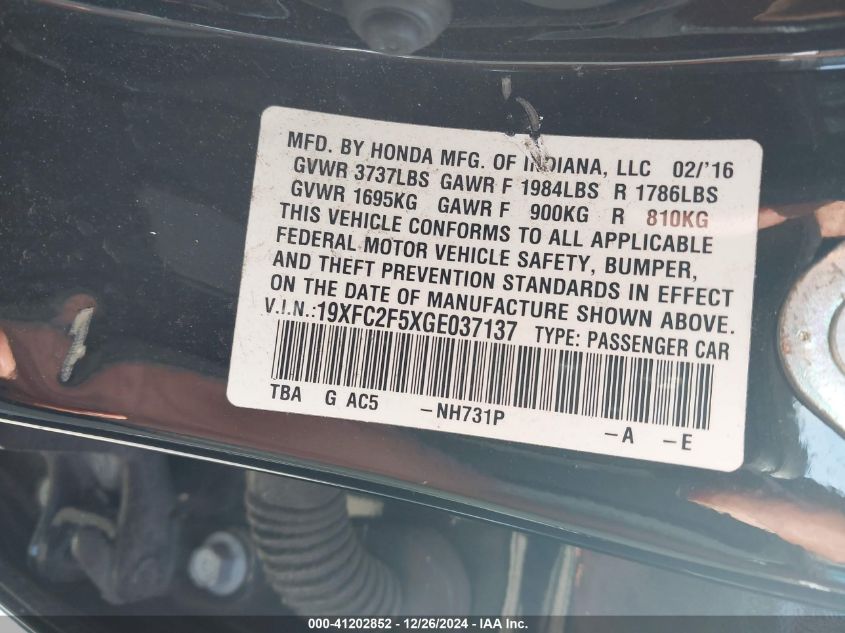 MFD. BY HONDA MFG. OF INDIANA, LLC 02/'16
GVWR 3737LBS GAWR F 1984LBS R 1786LBS
GVWR 1695KG GAWR F 900KG R 810KG
THIS VEHICLE CONFORMS TO ALL APPLICABLE
FEDERAL MOTOR VEHICLE SAFETY, BUMPER,
AND THEFT PREVENTION STANDARDS IN EFFECT
ON THE DATE OF MANUFACTURE SHOWN ABOVE.
V.I.N.:19XFC2F5XGE037137 TYPE: PASSENGER CAR
TBA G AC5 -NH731P -A -E
000-41202852 - 12/26/2024 - IAAI.com